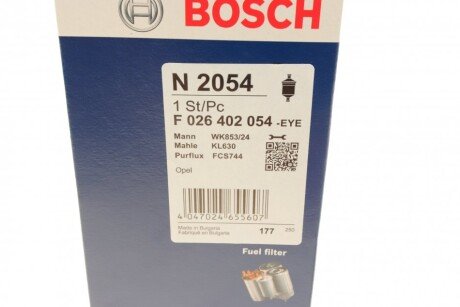 BOSCH
N 2054
1 St/Pc
F 026 402 054 -EYE
Mann WK853/24
Mahle KL630
Purflux FCS744
Opel
4 047024 655607
Made in Bulgaria
Fabriqué en Bulgarie
177 250
Fuel filter